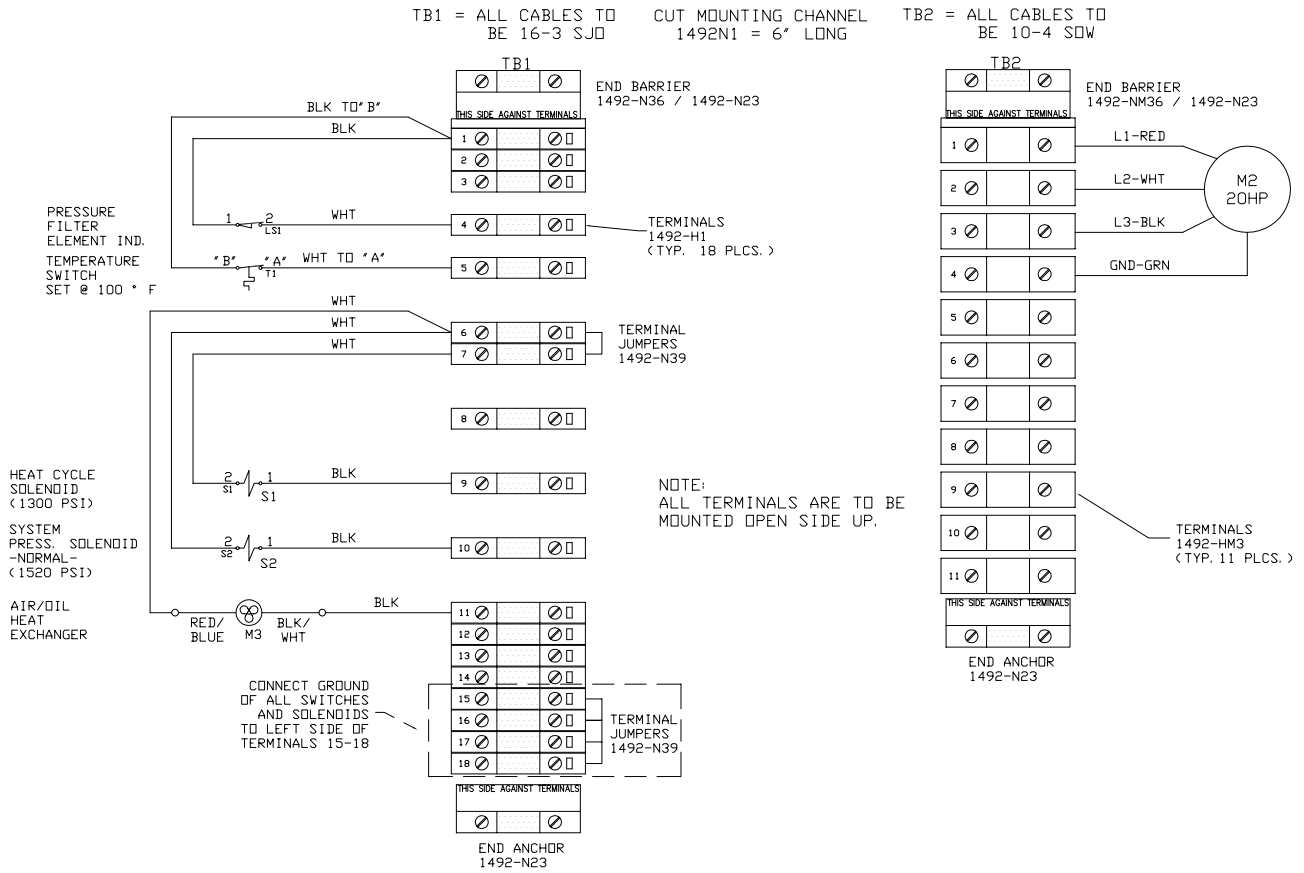 TB1 = ALL CABLES TO
BE 16-3 SJO
CUT MOUNTING CHANNEL
1492N1 = 6" LONG
TB2 = ALL CABLES TO
BE 10-4 SOW
TB1
END BARRIER
1492-N36 / 1492-N23
THIS SIDE AGAINST TERMINALS
BLK TO"B"
BLK
1
2
3
PRESSURE
FILTER
ELEMENT IND.
1
2
LS1
WHT
4
TERMINALS
1492-H1
(TYP. 18 PLCS.)
TEMPERATURE
SWITCH
SET @ 100 ° F
"B"
"A"
T1
WHT TO "A"
5
WHT
WHT
WHT
6
7
TERMINAL
JUMPERS
1492-N39
8
HEAT CYCLE
SOLENOID
(1300 PSI)
2
1
S1
S1
BLK
9
SYSTEM
PRESS. SOLENOID
-NORMAL-
(1520 PSI)
2
1
S2
S2
BLK
10
AIR/OIL
HEAT
EXCHANGER
RED/
BLUE
M3
BLK/
WHT
BLK
11
12
13
14
15
16
17
18
CONNECT GROUND
OF ALL SWITCHES
AND SOLENOIDS
TO LEFT SIDE OF
TERMINALS 15-18
TERMINAL
JUMPERS
1492-N39
THIS SIDE AGAINST TERMINALS
END ANCHOR
1492-N23
NOTE:
ALL TERMINALS ARE TO BE
MOUNTED OPEN SIDE UP.
TB2
END BARRIER
1492-NM36 / 1492-N23
THIS SIDE AGAINST TERMINALS
1
L1-RED
2
L2-WHT
3
L3-BLK
4
GND-GRN
M2
20HP
5
6
7
8
9
10
11
TERMINALS
1492-HM3
(TYP. 11 PLCS.)
THIS SIDE AGAINST TERMINALS
END ANCHOR
1492-N23